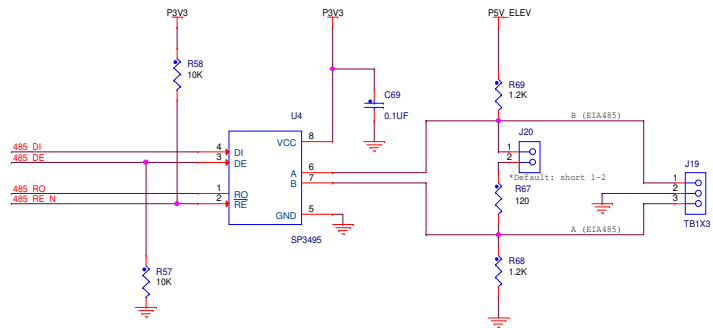 P3V3 P3V3 P5V_ELEV
R58
10K
R69
1.2K
C69
0.1UF
U4
B (EIA485)
J20
VCC 8
485_DI 4 DI
485_DE 3 DE
1
2
A 6
B 7
*Default: short 1-2
J19
R67
120
485_RO 1 RO
485_RE_N 2 RE
1
2
3
GND 5
TB1X3
A (EIA485)
SP3495
R57
10K
R68
1.2K